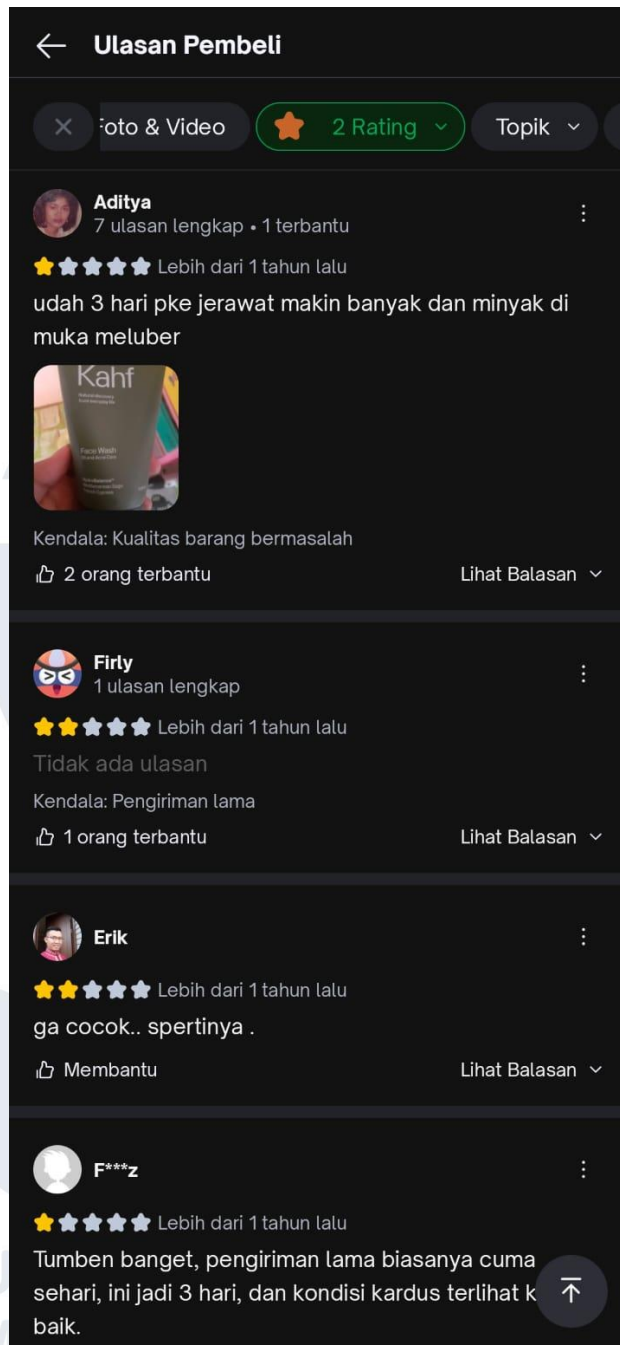 Ulasan Pembeli
Foto & Video
2 Rating
Topik
Aditya
7 ulasan lengkap • 1 terbantu
Lebih dari 1 tahun lalu
udah 3 hari pke jerawat makin banyak dan minyak di
muka meluber
Kahf
Face Wash
Kendala: Kualitas barang bermasalah
2 orang terbantu
Lihat Balasan
Firly
1 ulasan lengkap
Lebih dari 1 tahun lalu
Tidak ada ulasan
Kendala: Pengiriman lama
1 orang terbantu
Lihat Balasan
Erik
Lebih dari 1 tahun lalu
ga cocok.. spertinya .
Membantu
Lihat Balasan
F***z
Lebih dari 1 tahun lalu
Tumben banget, pengiriman lama biasanya cuma
sehari, ini jadi 3 hari, dan kondisi kardus terlihat
baik.